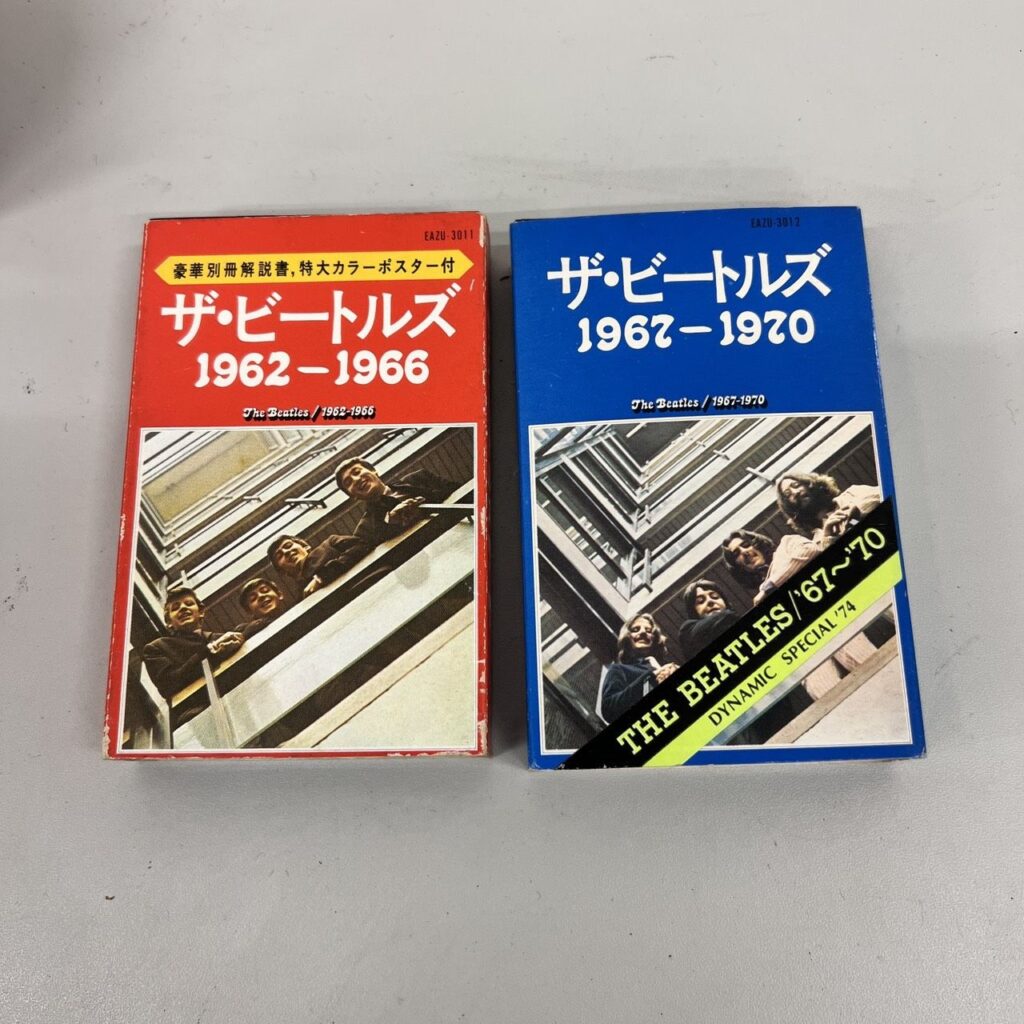 EAZU-3011
豪華別冊解説書,特大カラーポスター付
ザ・ビートルズ
1962-1966
The Beatles / 1962-1966
EAZU-3012
ザ・ビートルズ
1967-1970
The Beatles / 1967-1970
THE BEATLES/'67~'70
DYNAMIC SPECIAL '74